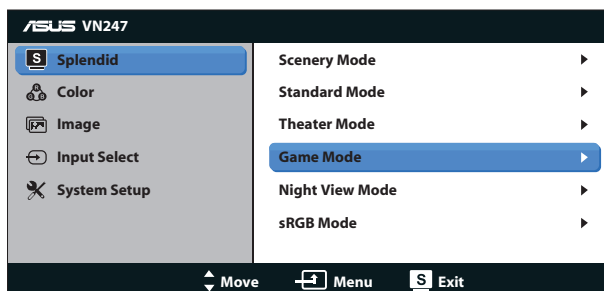 ASUS VN247
S Splendid
Color
Image
Input Select
System Setup
Scenery Mode
Standard Mode
Theater Mode
Game Mode
Night View Mode
sRGB Mode
Move Menu S Exit